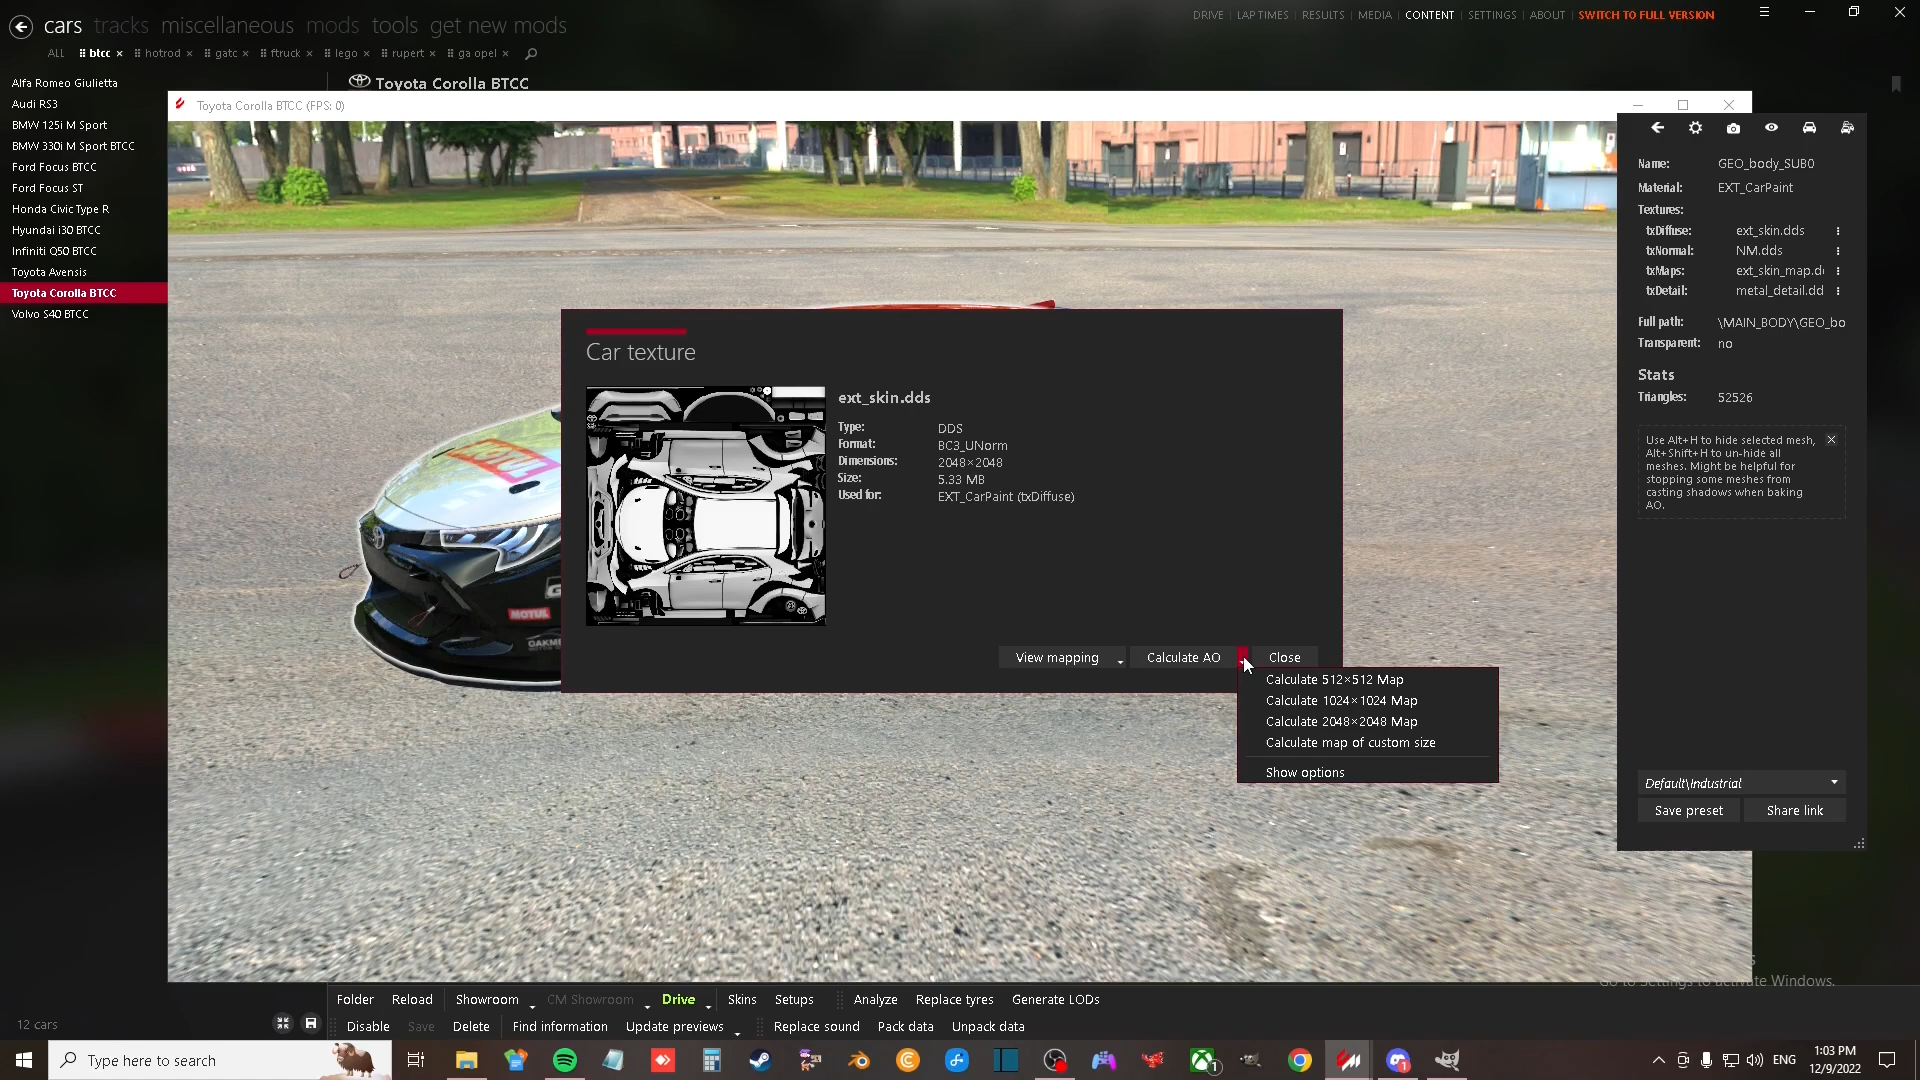 cars tracks miscellaneous mods tools get new mods
DRIVE LAP TIMES RESULTS MEDIA CONTENT SETTINGS ABOUT SWITCH TO FULL VERSION
ALL btcc hotrod gatc ftruck lego rupert ga opel
Alfa Romeo Giulietta
Audi RS3
BMW 125i M Sport
BMW 330i M Sport BTCC
Ford Focus BTCC
Ford Focus ST
Honda Civic Type R
Hyundai i30 BTCC
Infiniti Q50 BTCC
Toyota Avensis
Toyota Corolla BTCC
Volvo S40 BTCC
12 cars
Toyota Corolla BTCC
Toyota Corolla BTCC (FPS: 0)
Name: GEO_body_SUB0
Material: EXT_CarPaint
Textures:
txDiffuse: ext_skin.dds
txNormal: NM.dds
txMaps: ext_skin_map.d
txDetail: metal_detail.dd
Full path: \MAIN_BODY\GEO_bo
Transparent: no
Stats
Triangles: 52526
Use Alt+H to hide selected mesh,
Alt+Shift+H to un-hide all
meshes. Might be helpful for
stopping some meshes from
casting shadows when baking
AO.
Default\Industrial
Save preset Share link
Car texture
ext_skin.dds
Type: DDS
Format: BC3_UNorm
Dimensions: 2048×2048
Size: 5.33 MB
Used for: EXT_CarPaint (txDiffuse)
View mapping Calculate AO Close
Calculate 512×512 Map
Calculate 1024×1024 Map
Calculate 2048×2048 Map
Calculate map of custom size
Show options
MOTUL
Go to Settings to activate Windows.
Folder Reload Showroom CM Showroom Drive Skins Setups Analyze Replace tyres Generate LODs
Disable Save Delete Find information Update previews Replace sound Pack data Unpack data
Type here to search
ENG
1:03 PM
12/9/2022